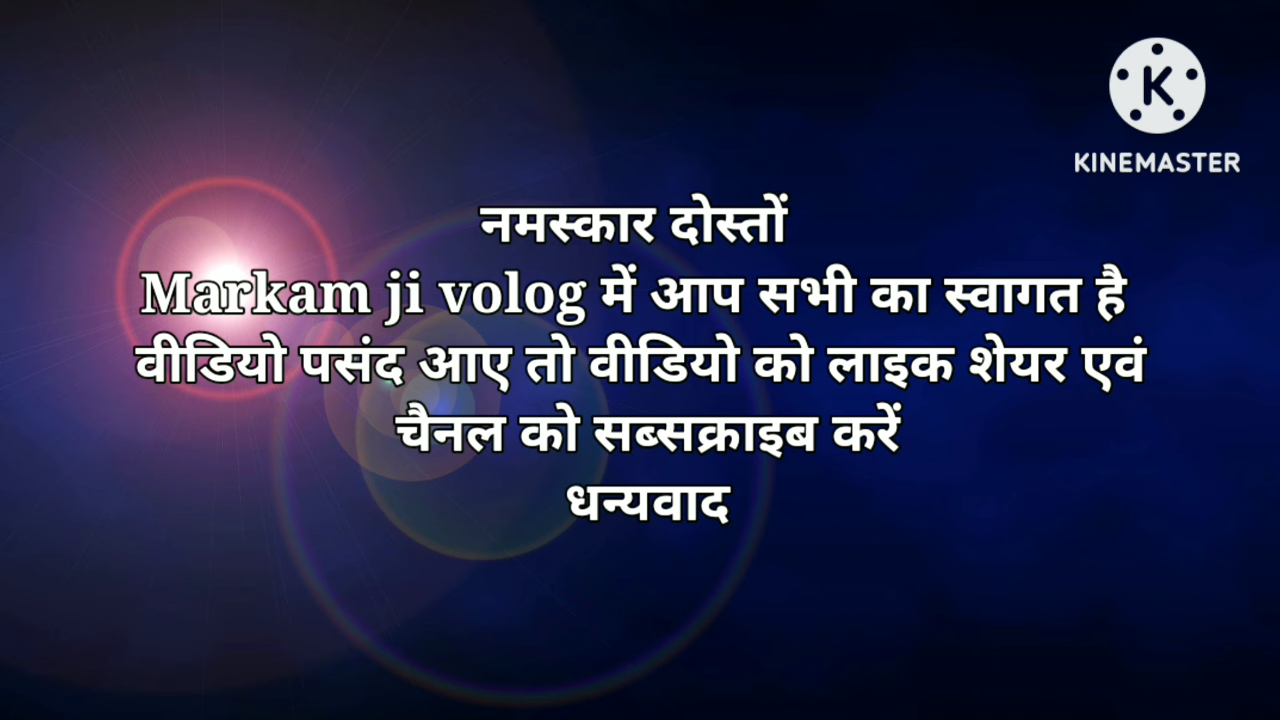 K
KINEMASTER
नमस्कार दोस्तों
Markam ji volog में आप सभी का स्वागत है
वीडियो पसंद आए तो वीडियो को लाइक शेयर एवं
चैनल को सब्सक्राइब करें
धन्यवाद